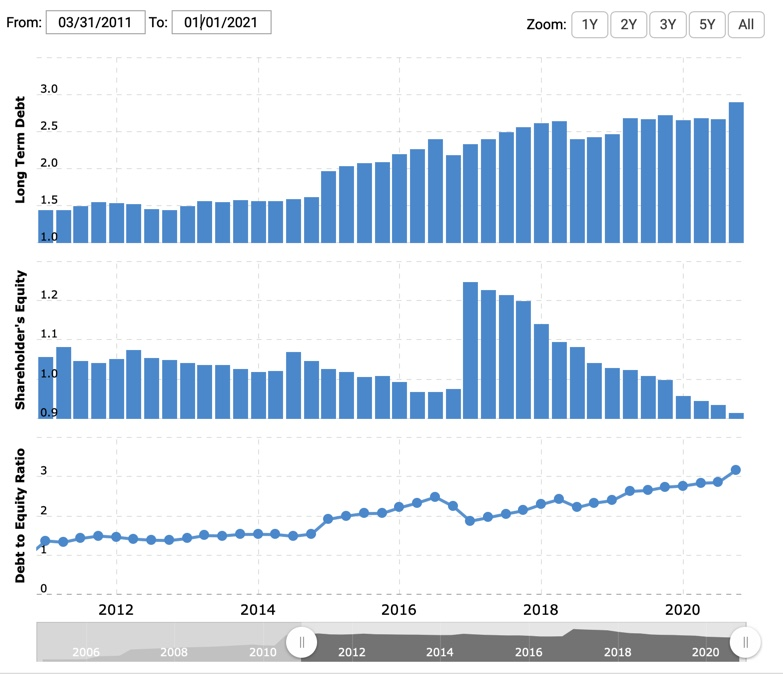 From: 03/31/2011 To: 01/01/2021 Zoom: 1Y 2Y 3Y 5Y All
Long Term Debt
3.0
2.5
2.0
1.5
1.0
Shareholder's Equity
1.2
1.1
1.0
0.9
Debt to Equity Ratio
3
2
1
0
2012 2014 2016 2018 2020
2006 2008 2010 2012 2014 2016 2018 2020